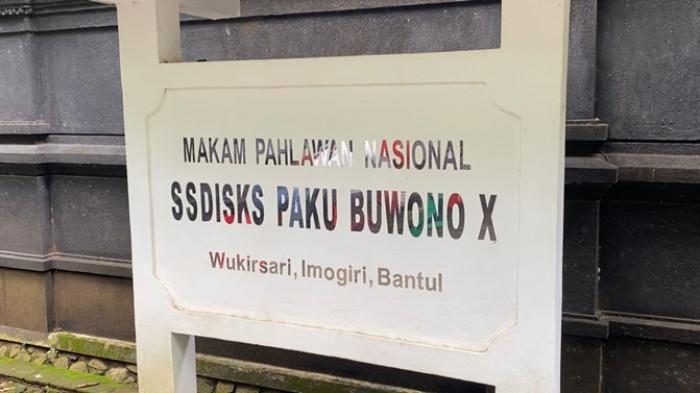 MAKAM PAHLAWAN NASIONAL
SSDISKS PAKU BUWONO X
Wukirsari, Imogiri, Bantul